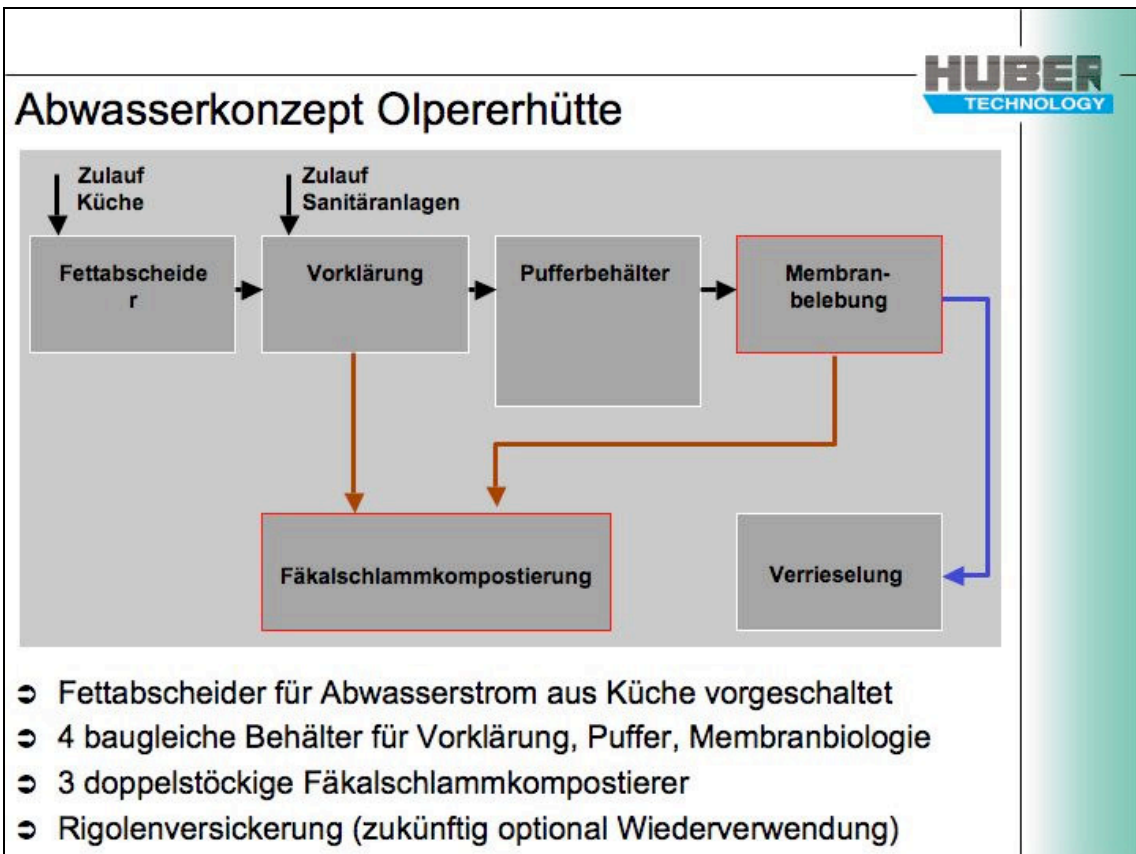 HUBER
TECHNOLOGY
Abwasserkonzept Olpererhütte
Zulauf
Küche
Zulauf
Sanitäranlagen
Fettabscheide
r
Vorklärung
Pufferbehälter
Membran-
belebung
Fäkalschlammkompostierung
Verrieselung
➲ Fettabscheider für Abwasserstrom aus Küche vorgeschaltet
➲ 4 baugleiche Behälter für Vorklärung, Puffer, Membranbiologie
➲ 3 doppelstöckige Fäkalschlammkompostierer
➲ Rigolenversickerung (zukünftig optional Wiederverwendung)